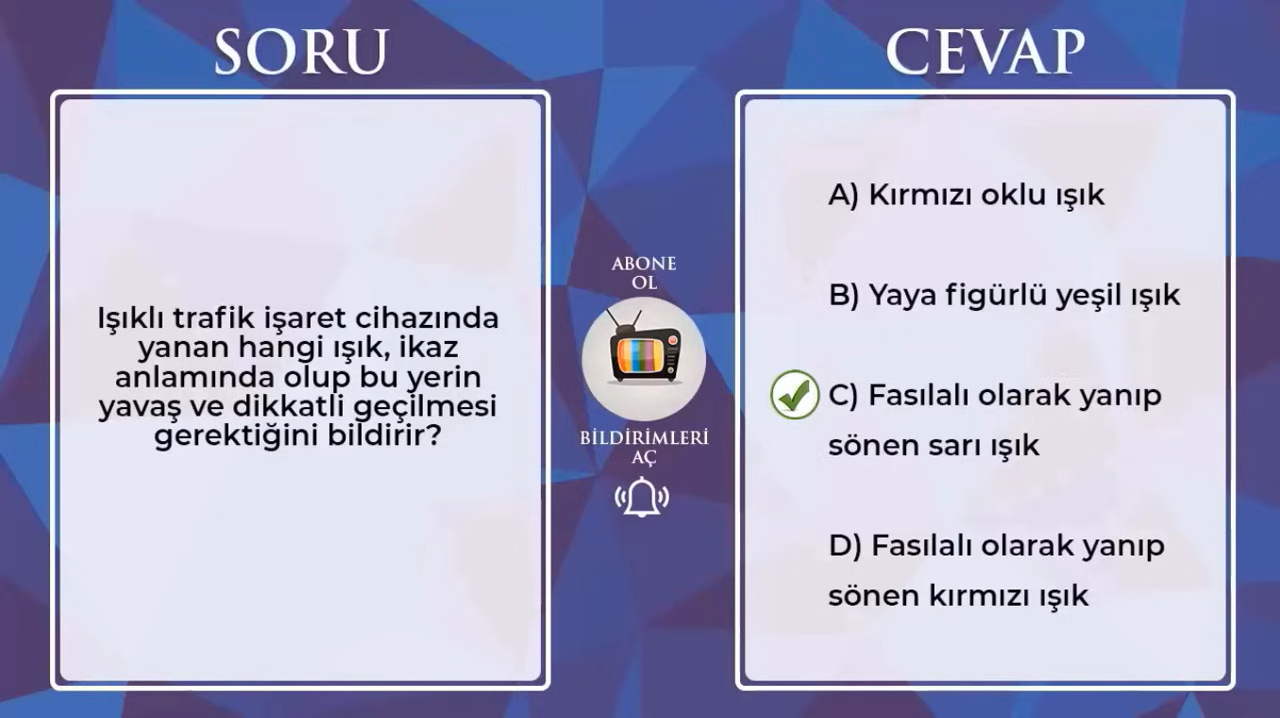 SORU
Işıklı trafik işaret cihazında
yanan hangi ışık, ikaz
anlamında olup bu yerin
yavaş ve dikkatli geçilmesi
gerektiğini bildirir?
ABONE
OL
BİLDİRİMLERİ
AÇ
CEVAP
A) Kırmızı oklu ışık
B) Yaya figürlü yeşil ışık
C) Fasılalı olarak yanıp
sönen sarı ışık
D) Fasılalı olarak yanıp
sönen kırmızı ışık